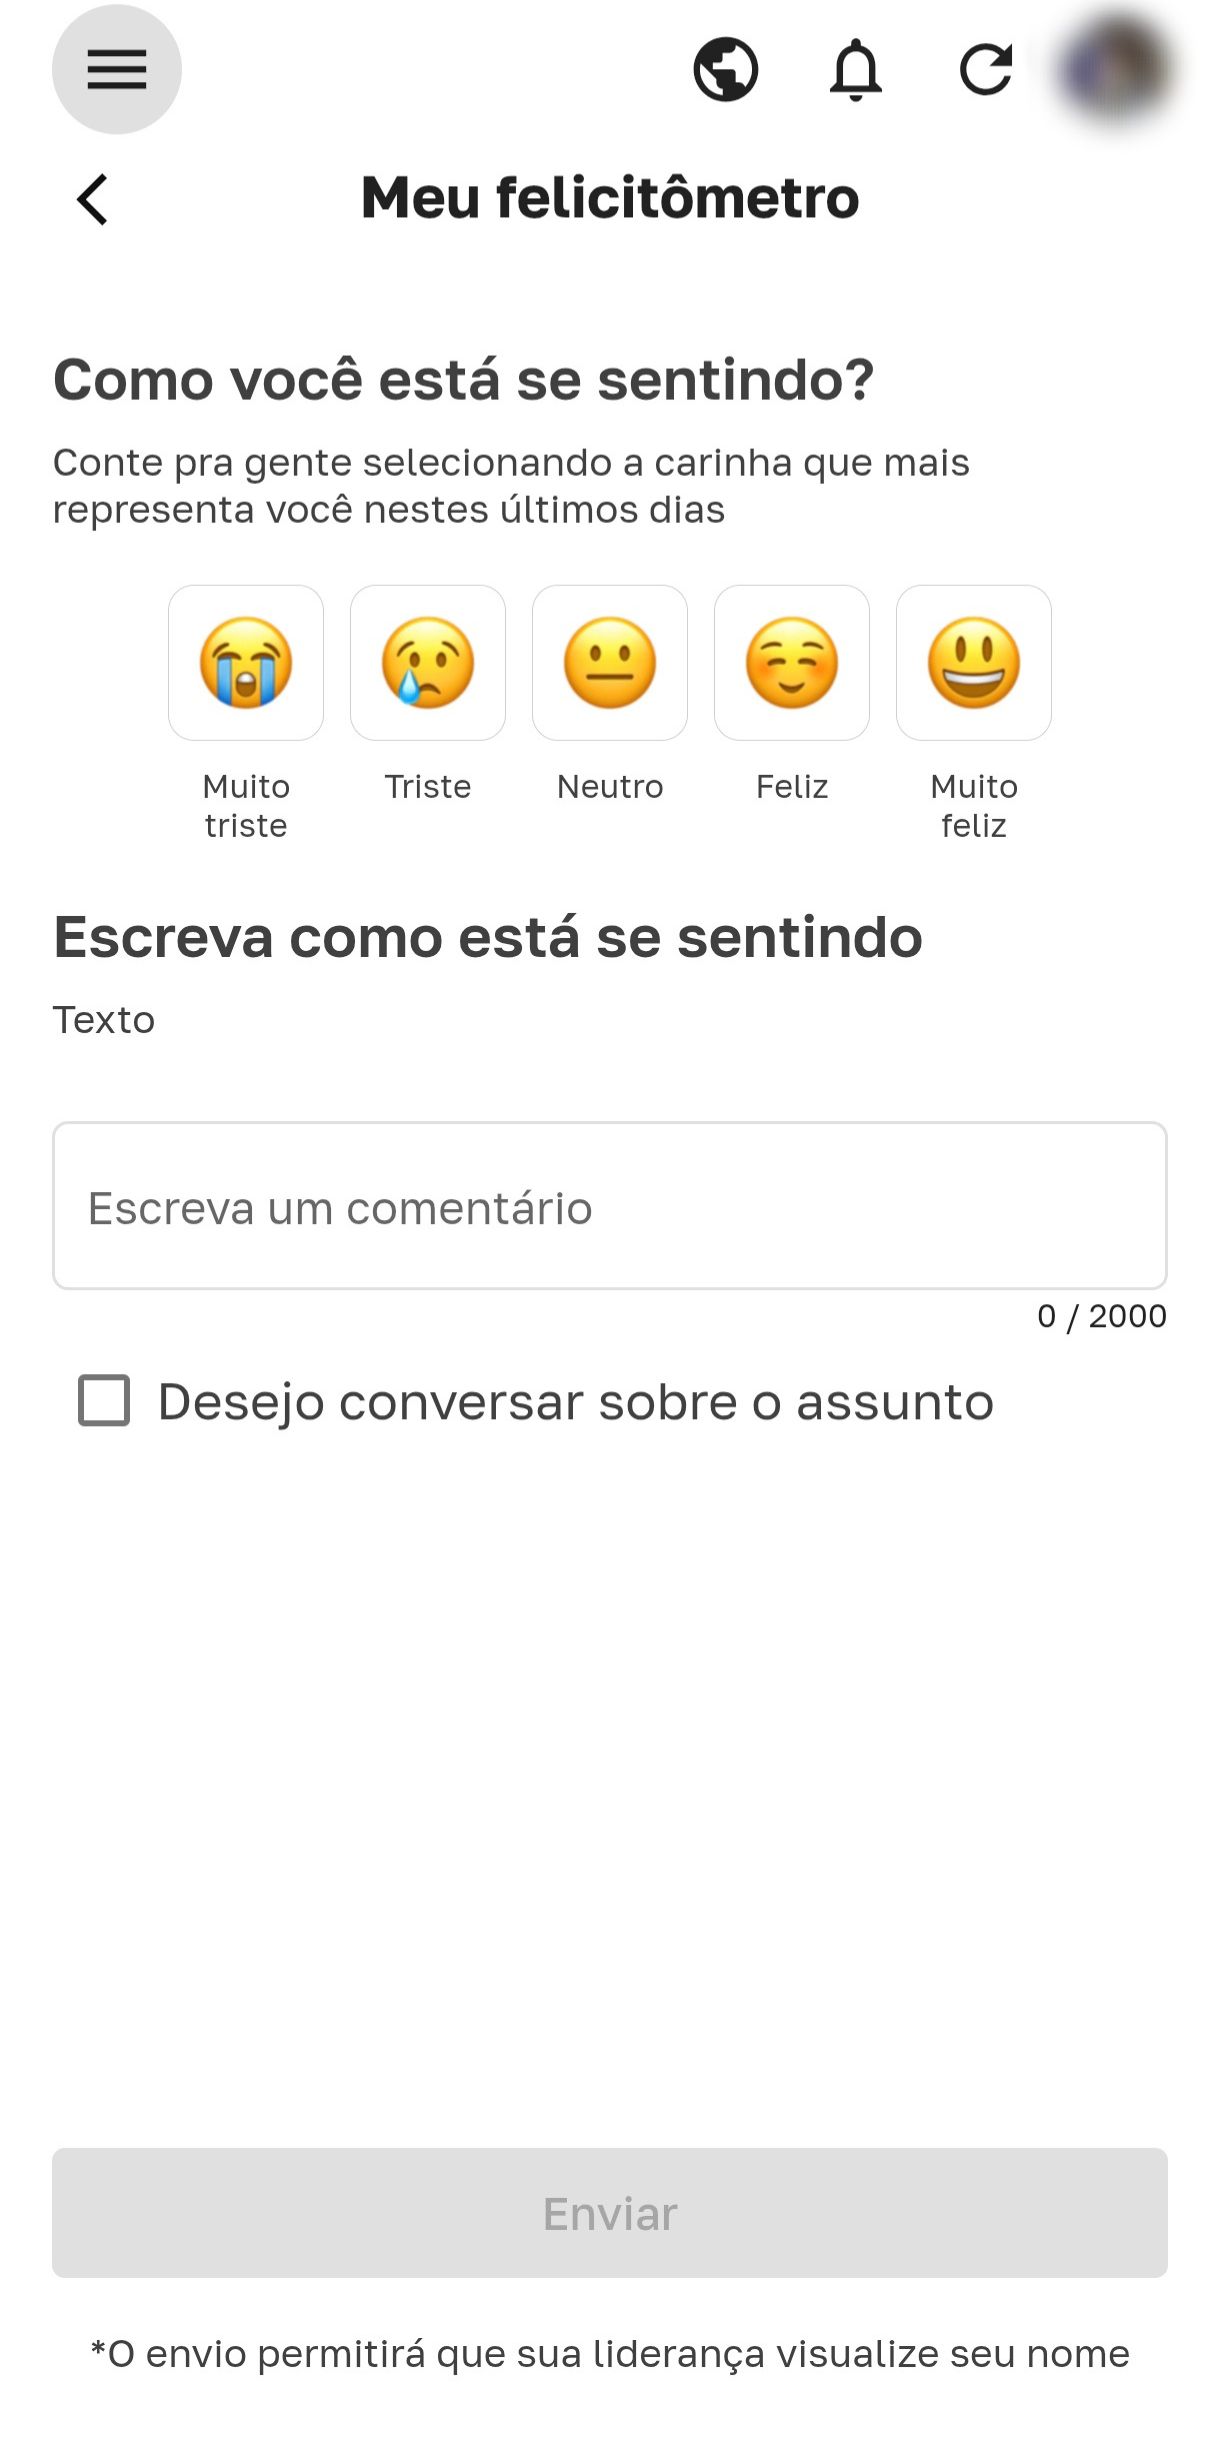 Meu felicitômetro
Como você está se sentindo?
Conte pra gente selecionando a carinha que mais
representa você nestes últimos dias
Muito
triste
Triste
Neutro
Feliz
Muito
feliz
Escreva como está se sentindo
Texto
Escreva um comentário
0 / 2000
Desejo conversar sobre o assunto
Enviar
*O envio permitirá que sua liderança visualize seu nome